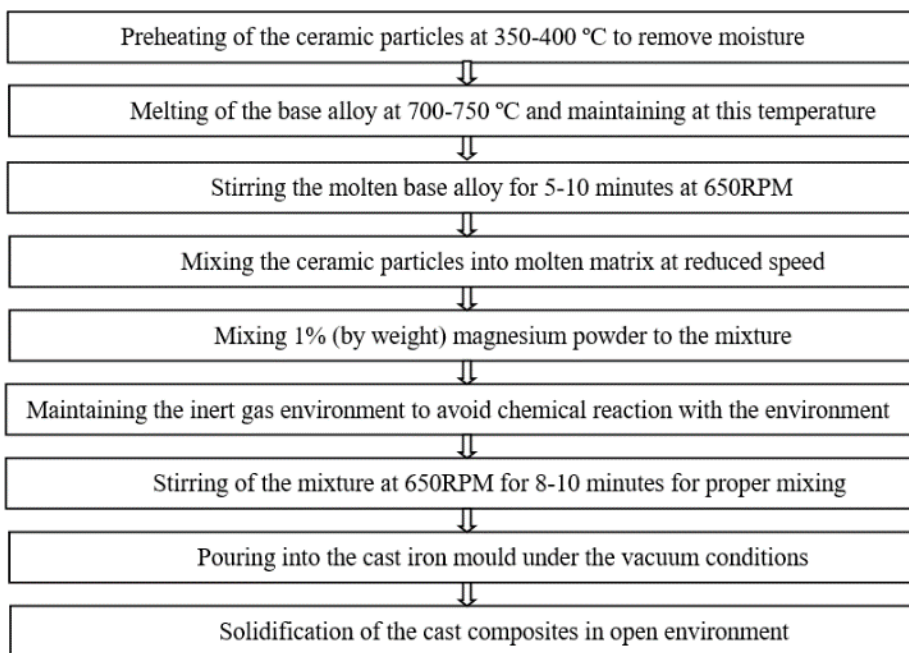 Preheating of the ceramic particles at 350-400 ºC to remove moisture
Melting of the base alloy at 700-750 ºC and maintaining at this temperature
Stirring the molten base alloy for 5-10 minutes at 650RPM
Mixing the ceramic particles into molten matrix at reduced speed
Mixing 1% (by weight) magnesium powder to the mixture
Maintaining the inert gas environment to avoid chemical reaction with the environment
Stirring of the mixture at 650RPM for 8-10 minutes for proper mixing
Pouring into the cast iron mould under the vacuum conditions
Solidification of the cast composites in open environment